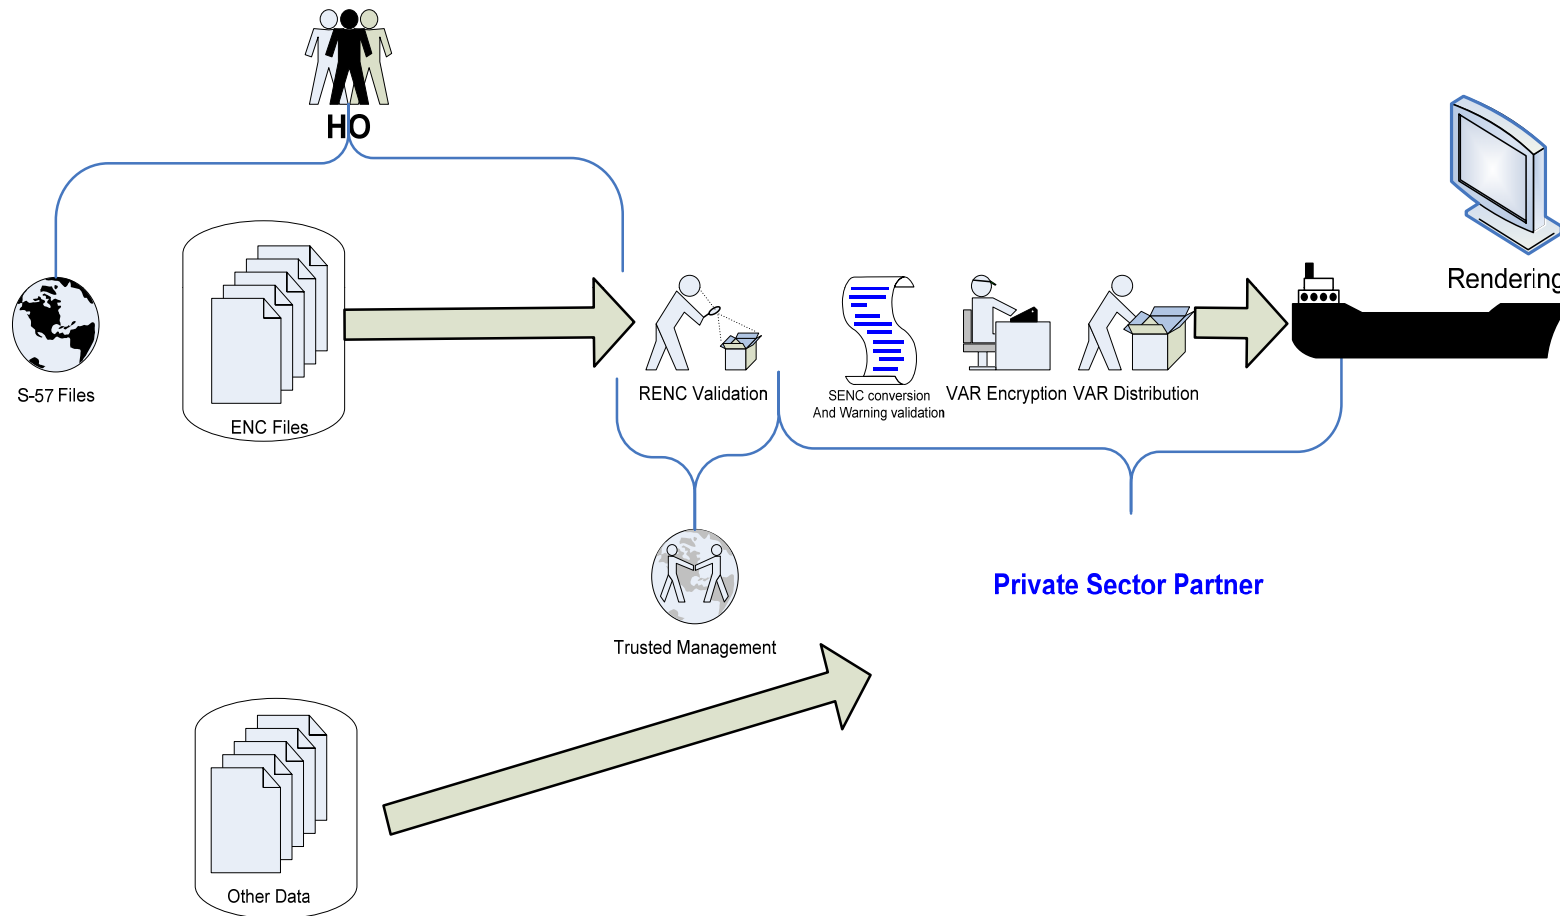 HO
Rendering
S-57 Files
ENC Files
RENC Validation
SENC conversion
And Warning validation
VAR Encryption
VAR Distribution
Private Sector Partner
Trusted Management
Other Data